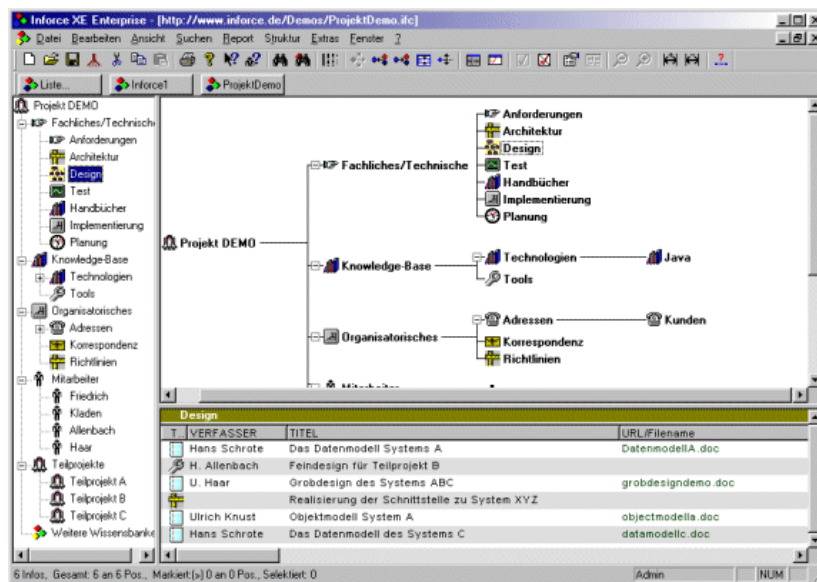 Inforce XE Enterprise - [http://www.inforce.de/Demos/ProjektDemo.ifc]
Datei Bearbeiten Ansicht Suchen Report Struktur Extras Fenster ?
Liste... Inforce1 ProjektDemo
Projekt DEMO
Fachliches/Technische
Anforderungen
Architektur
Design
Test
Handbücher
Implementierung
Planung
Knowledge-Base
Technologien
Tools
Organisatorisches
Adressen
Korrespondenz
Richtlinien
Mitarbeiter
Friedrich
Kladen
Allenbach
Haar
Teilprojekte
Teilprojekt A
Teilprojekt B
Teilprojekt C
Weitere Wissensbanke
Projekt DEMO
Fachliches/Technische
Anforderungen
Architektur
Design
Test
Handbücher
Implementierung
Planung
Knowledge-Base
Technologien
Java
Tools
Organisatorisches
Adressen
Kunden
Korrespondenz
Richtlinien
Mitarbeiter
Design
T... VERFASSER TITEL URL/Filename
Hans Schrote Das Datenmodell Systems A DatenmodellA.doc
H. Allenbach Feindesign für Teilprojekt B
U. Haar Grobdesign des Systems ABC grobdesigndemo.doc
Realisierung der Schnittstelle zu System XYZ
Ulrich Knust Objektmodell System A objectmodella.doc
Hans Schrote Das Datenmodell des Systems C datamodellc.doc
6 Infos, Gesamt: 6 an 6 Pos., Markiert(»)0 an 0 Pos., Selektiert: 0 Admin NUM